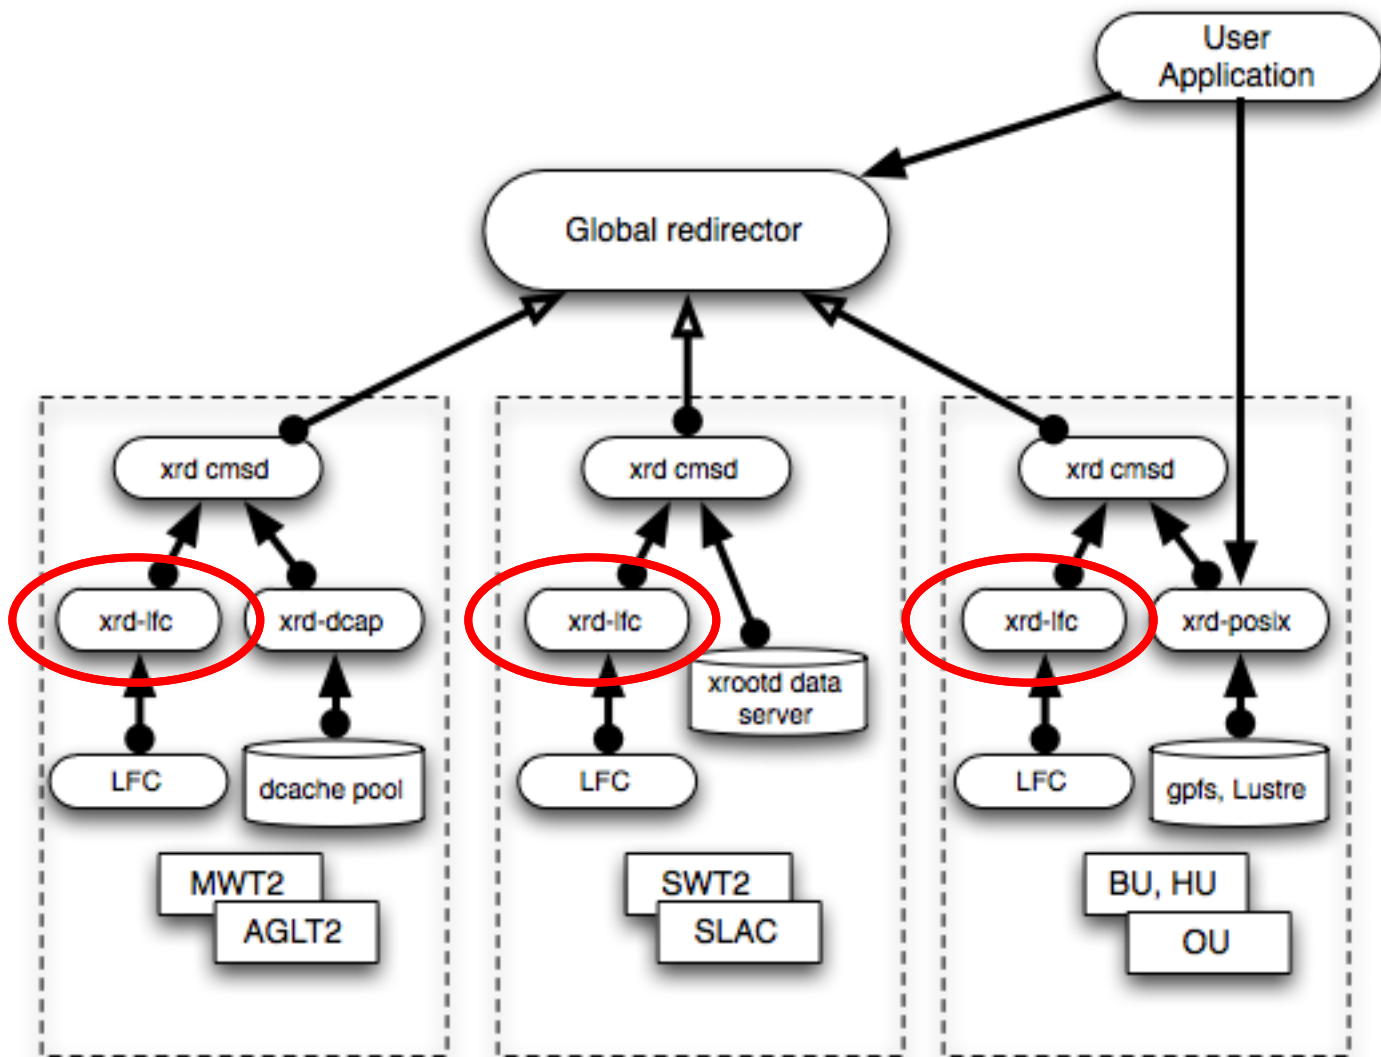 User
Application
Global redirector
xrd cmsd
xrd cmsd
xrd cmsd
xrd-lfc
xrd-dcap
xrd-lfc
xrootd data
server
xrd-lfc
xrd-posix
LFC
dcache pool
LFC
LFC
gpfs, Lustre
MWT2
AGLT2
SWT2
SLAC
BU, HU
OU